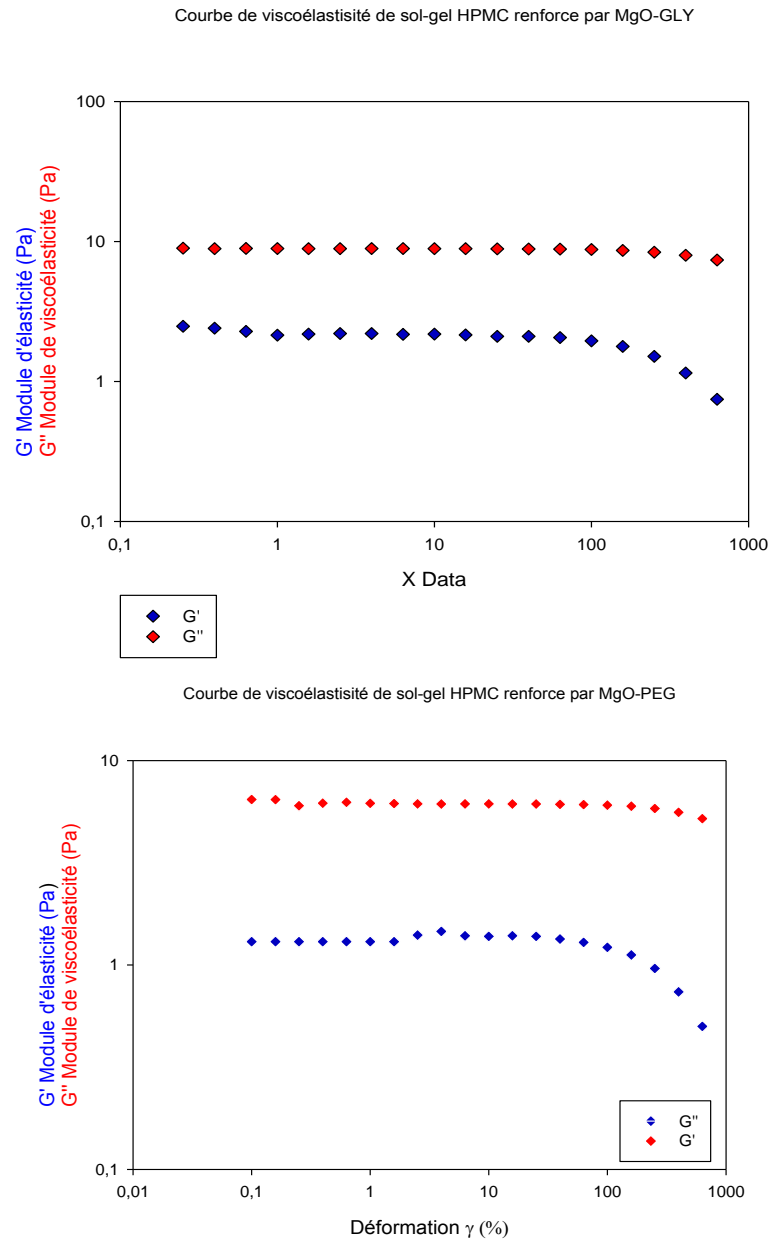 Courbe de viscoélastisité de sol-gel HPMC renforce par MgO-GLY
G' Module d'élasticité (Pa)
G'' Module de viscoélasticité (Pa)
100
10
1
0,1
0,1 1 10 100 1000
X Data
G'
G''
Courbe de viscoélastisité de sol-gel HPMC renforce par MgO-PEG
G' Module d'élasticité (Pa)
G'' Module de viscoélasticité (Pa)
10
1
0,1
G''
G'
0,01 0,1 1 10 100 1000
Déformation γ (%)